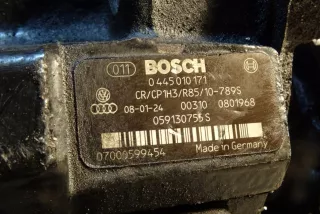 011 BOSCH
0 445 010 171
CR/CP1H3/R85/10-789S
08-01-24 00310 0801968
059130755S
07000599454 Made in Germany